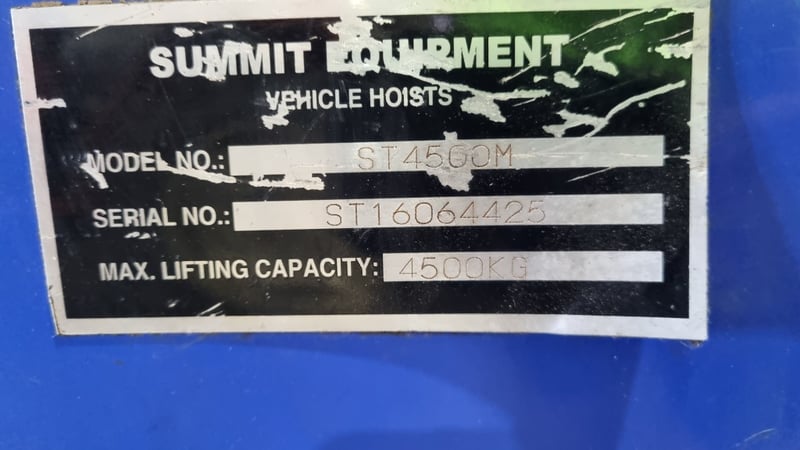 SUMMIT EQUIPMENT
VEHICLE HOISTS
MODEL NO.: ST4500M
SERIAL NO.: ST16064425
MAX. LIFTING CAPACITY: 4500KG